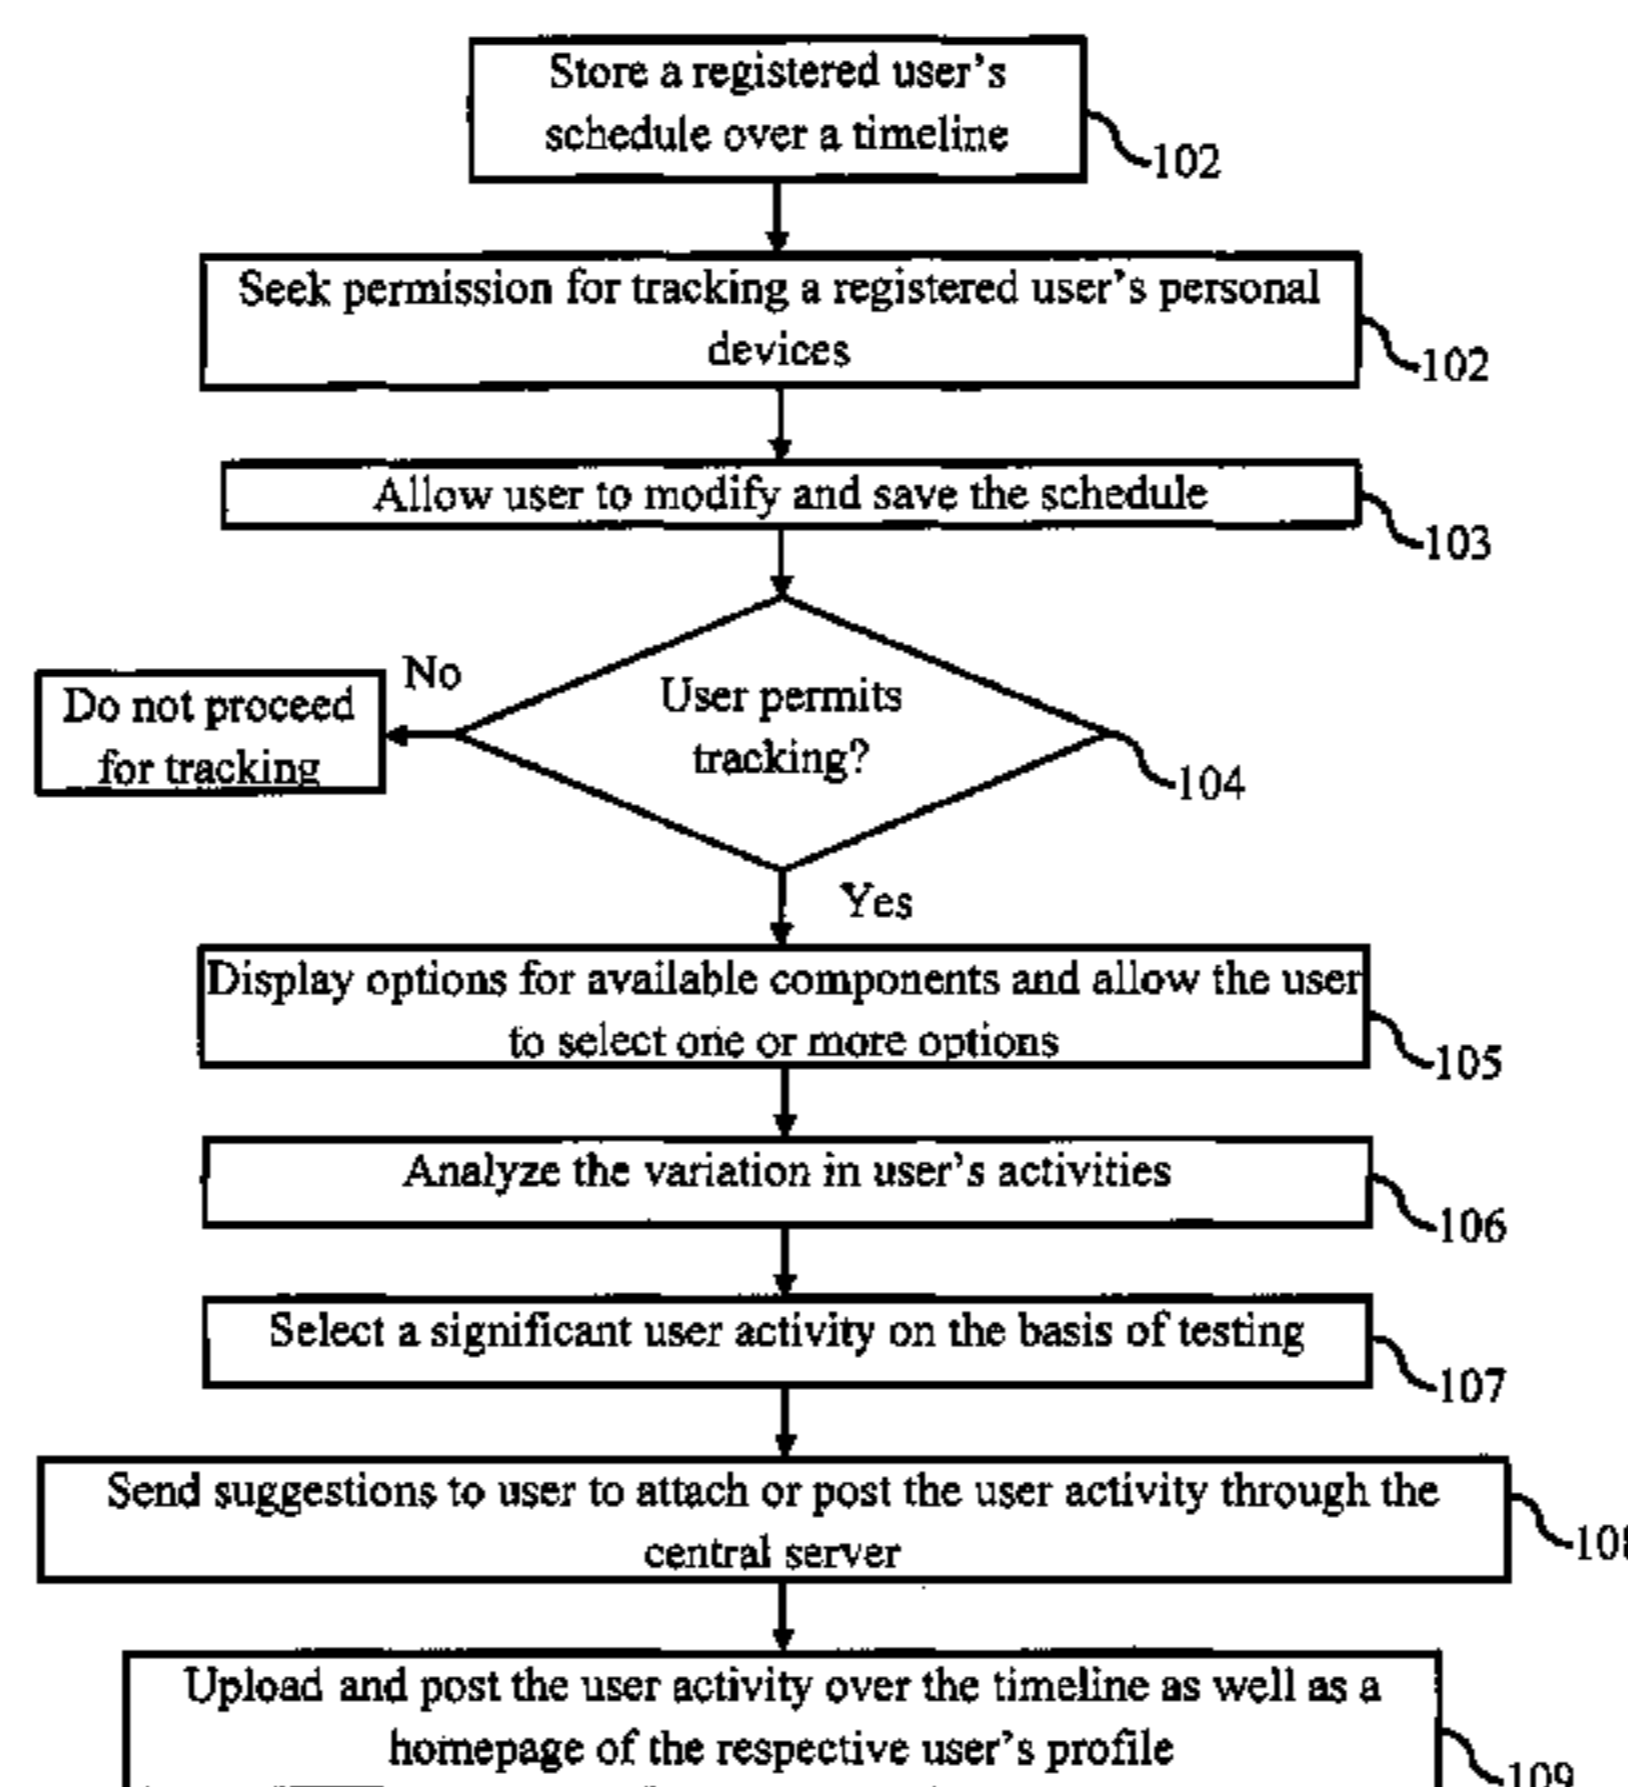 Store a registered user's
schedule over a timeline
102
Seek permission for tracking a registered user's personal
devices
102
Allow user to modify and save the schedule
103
No
Do not proceed
for tracking
User permits
tracking?
104
Yes
Display options for available components and allow the user
to select one or more options
105
Analyze the variation in user's activities
106
Select a significant user activity on the basis of testing
107
Send suggestions to user to attach or post the user activity through the
central server
108
Upload and post the user activity over the timeline as well as a
homepage of the respective user's profile
109